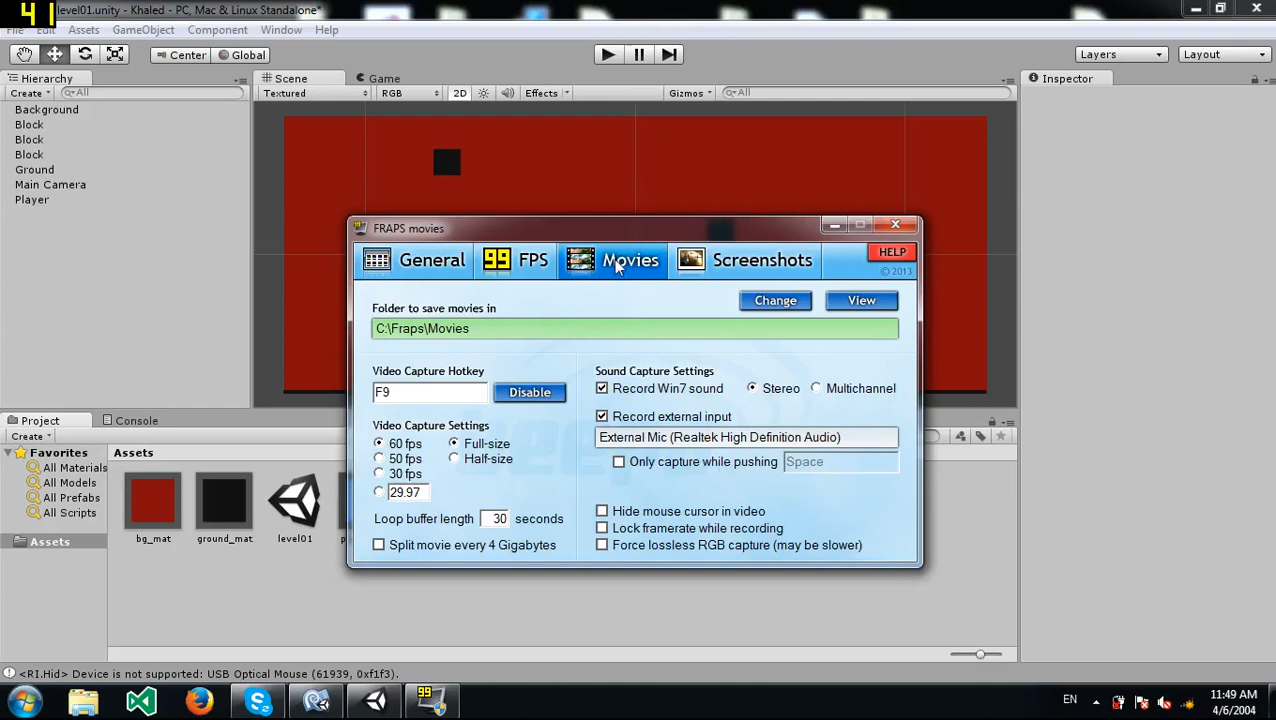 41
level01.unity - Khaled - PC, Mac & Linux Standalone*
File Edit Assets GameObject Component Window Help
Center Global Layers Layout
Hierarchy Scene Game Inspector
Create All Textured RGB 2D Effects Gizmos All
Background
Block
Block
Block
Ground
Main Camera
Player
FRAPS movies
General 99 FPS Movies Screenshots HELP
© 2013
Folder to save movies in Change View
C:\Fraps\Movies
Video Capture Hotkey
F9 Disable
Video Capture Settings
60 fps Full-size
50 fps Half-size
30 fps
29.97
Loop buffer length 30 seconds
Split movie every 4 Gigabytes
Sound Capture Settings
Record Win7 sound Stereo Multichannel
Record external input
External Mic (Realtek High Definition Audio)
Only capture while pushing Space
Hide mouse cursor in video
Lock framerate while recording
Force lossless RGB capture (may be slower)
Project Console
Create
Favorites Assets
All Materials
All Models
All Prefabs
All Scripts
Assets
bg_mat ground_mat level01
<RI.Hid> Device is not supported: USB Optical Mouse (61939, 0xf1f3).
99
EN
11:49 AM
4/6/2004